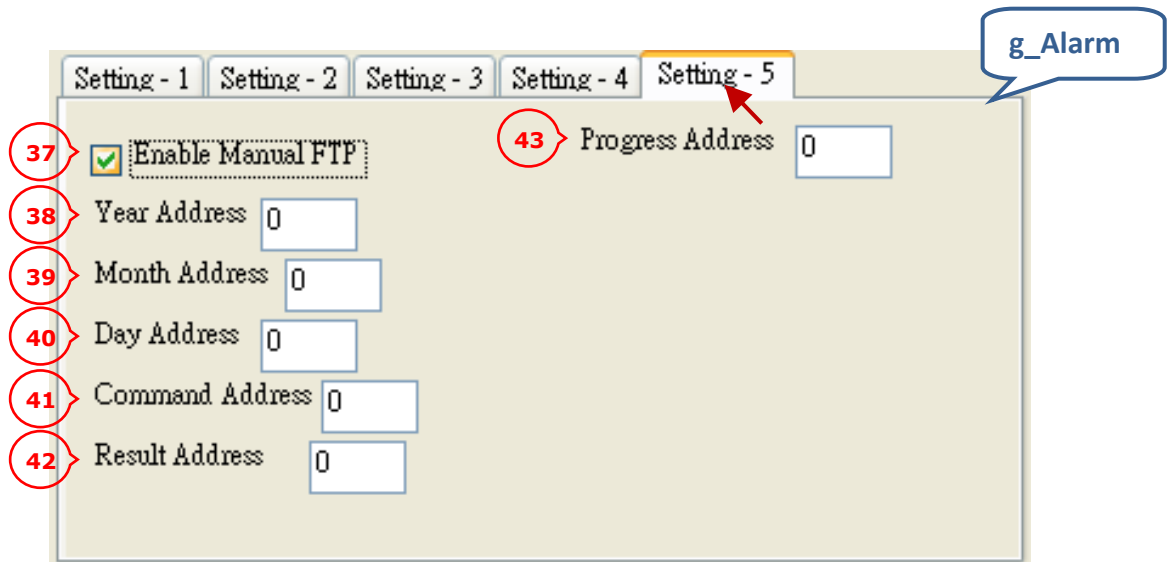 g_Alarm
Setting - 1 Setting - 2 Setting - 3 Setting - 4 Setting - 5
37 Enable Manual FTP
43 Progress Address 0
38 Year Address 0
39 Month Address 0
40 Day Address 0
41 Command Address 0
42 Result Address 0